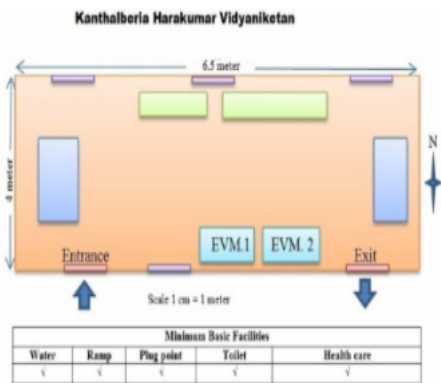 Kanthalberia Harakumar Vidyaniketan
6.5 meter
4 meter
N
EVM.1 EVM. 2
Entrance Exit
Scale 1 cm = 1 meter
Minimum Basic Facilities
Water Ramp Plug point Toilet Health care
√ √ √ √ √